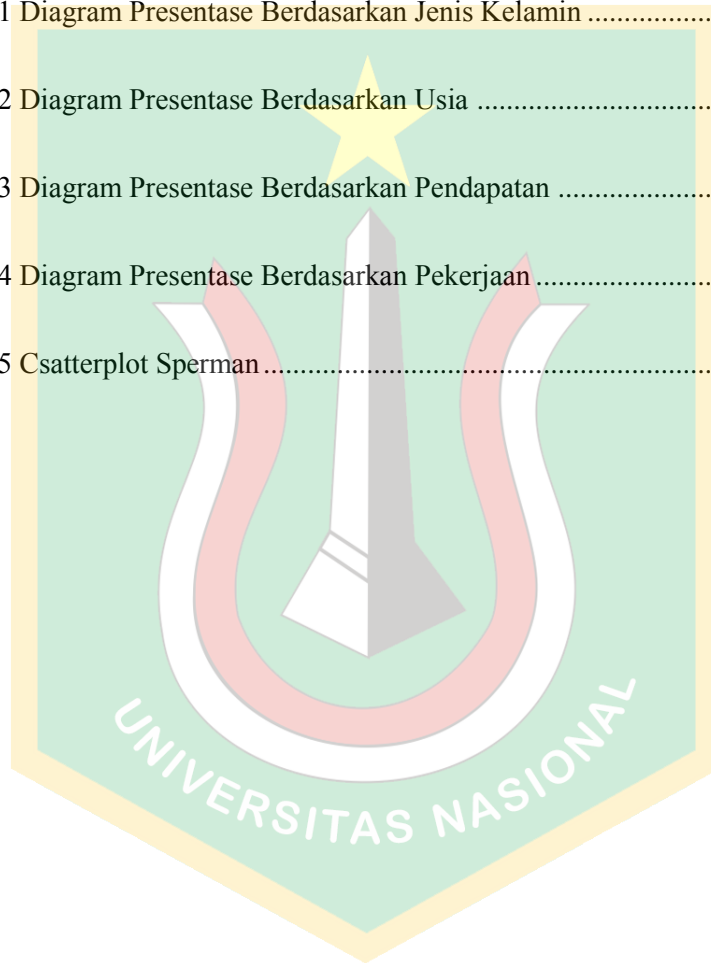 1 Diagram Presentase Berdasarkan Jenis Kelamin .................
2 Diagram Presentase Berdasarkan Usia ................................
3 Diagram Presentase Berdasarkan Pendapatan .....................
4 Diagram Presentase Berdasarkan Pekerjaan ........................
5 Csatterplot Sperman .............................................................
UNIVERSITAS NASIONAL